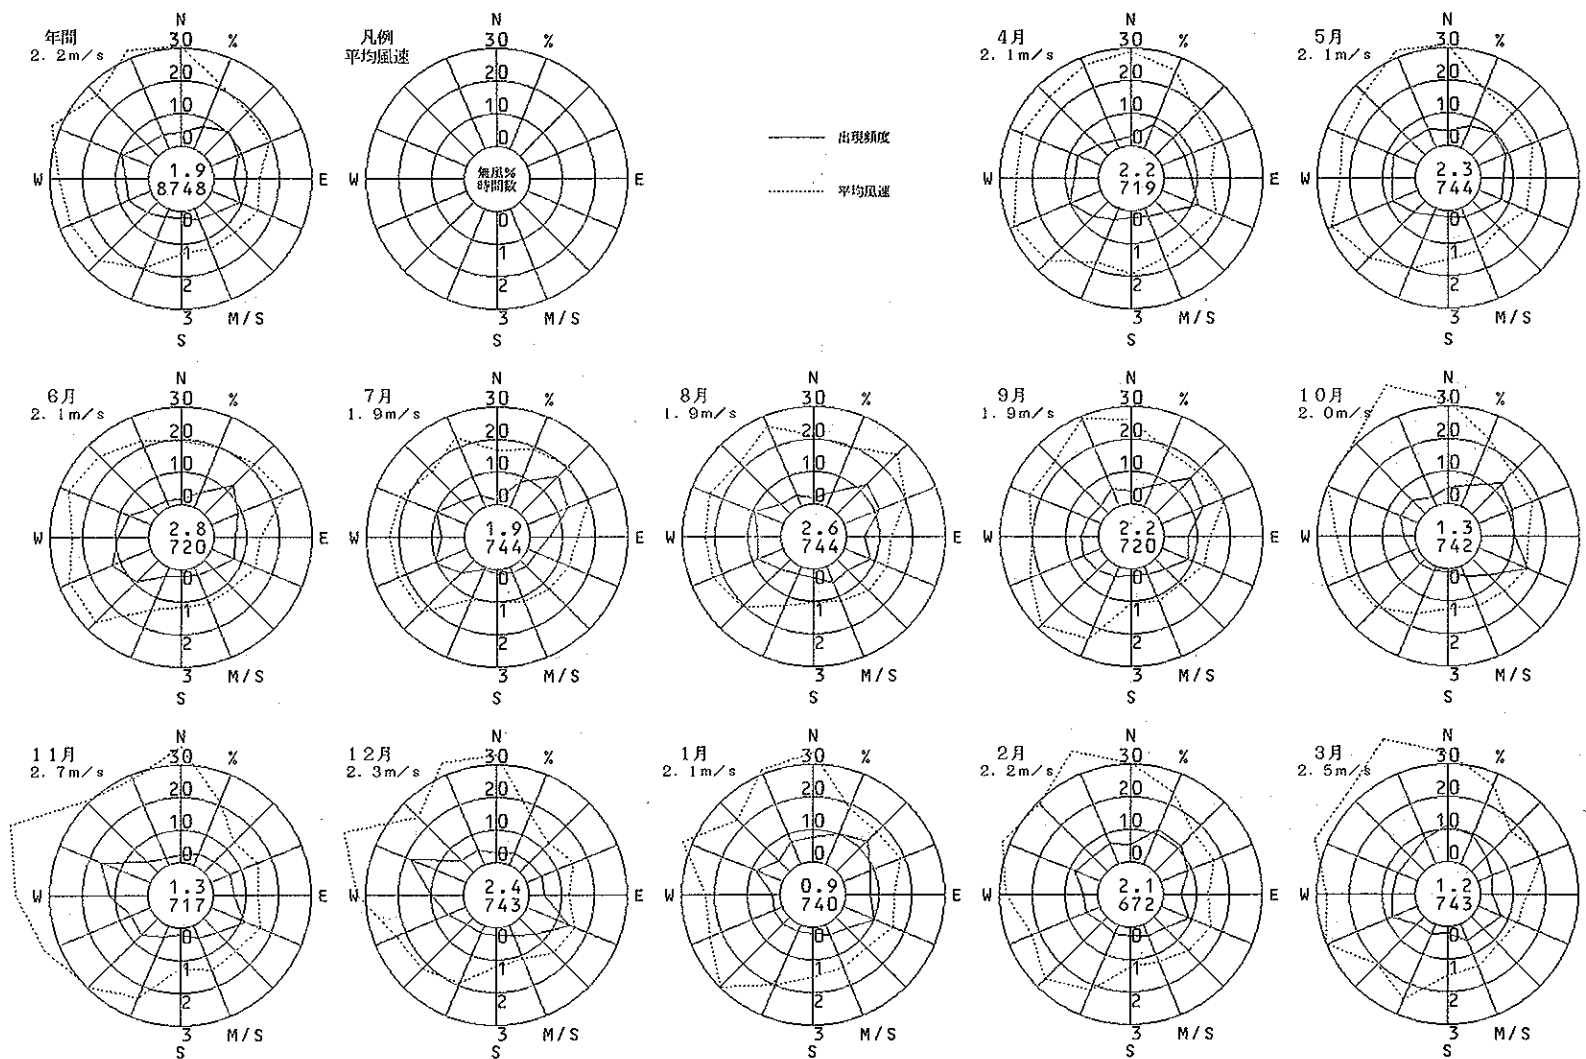 N
年間
30 %
2.2m/s
20
10
0
1.9
W 8748 E
0
1
2
3 M/S
S
N
凡例
30 %
平均風速
20
10
0
無風%
W 時間数 E
0
1
2
3 M/S
S
出現頻度
平均風速
N
4月
30 %
2.1m/s
20
10
0
2.2
W 719 E
0
1
2
3 M/S
S
N
5月
30 %
2.1m/s
20
10
0
2.3
W 744 E
0
1
2
3 M/S
S
N
6月
30 %
2.1m/s
20
10
0
2.8
W 720 E
0
1
2
3 M/S
S
N
7月
30 %
1.9m/s
20
10
0
1.9
W 744 E
0
1
2
3 M/S
S
N
8月
30 %
1.9m/s
20
10
0
2.6
W 744 E
0
1
2
3 M/S
S
N
9月
30 %
1.9m/s
20
10
0
2.2
W 720 E
0
1
2
3 M/S
S
N
10月
30 %
2.0m/s
20
10
0
1.3
W 742 E
0
1
2
3 M/S
S
N
11月
30 %
2.7m/s
20
10
0
1.3
W 717 E
0
1
2
3 M/S
S
N
12月
30 %
2.3m/s
20
10
0
2.4
W 743 E
0
1
2
3 M/S
S
N
1月
30 %
2.1m/s
20
10
0
0.9
W 740 E
0
1
2
3 M/S
S
N
2月
30 %
2.2m/s
20
10
0
2.1
W 672 E
0
1
2
3 M/S
S
N
3月
30 %
2.5m/s
20
10
0
1.2
W 743 E
0
1
2
3 M/S
S